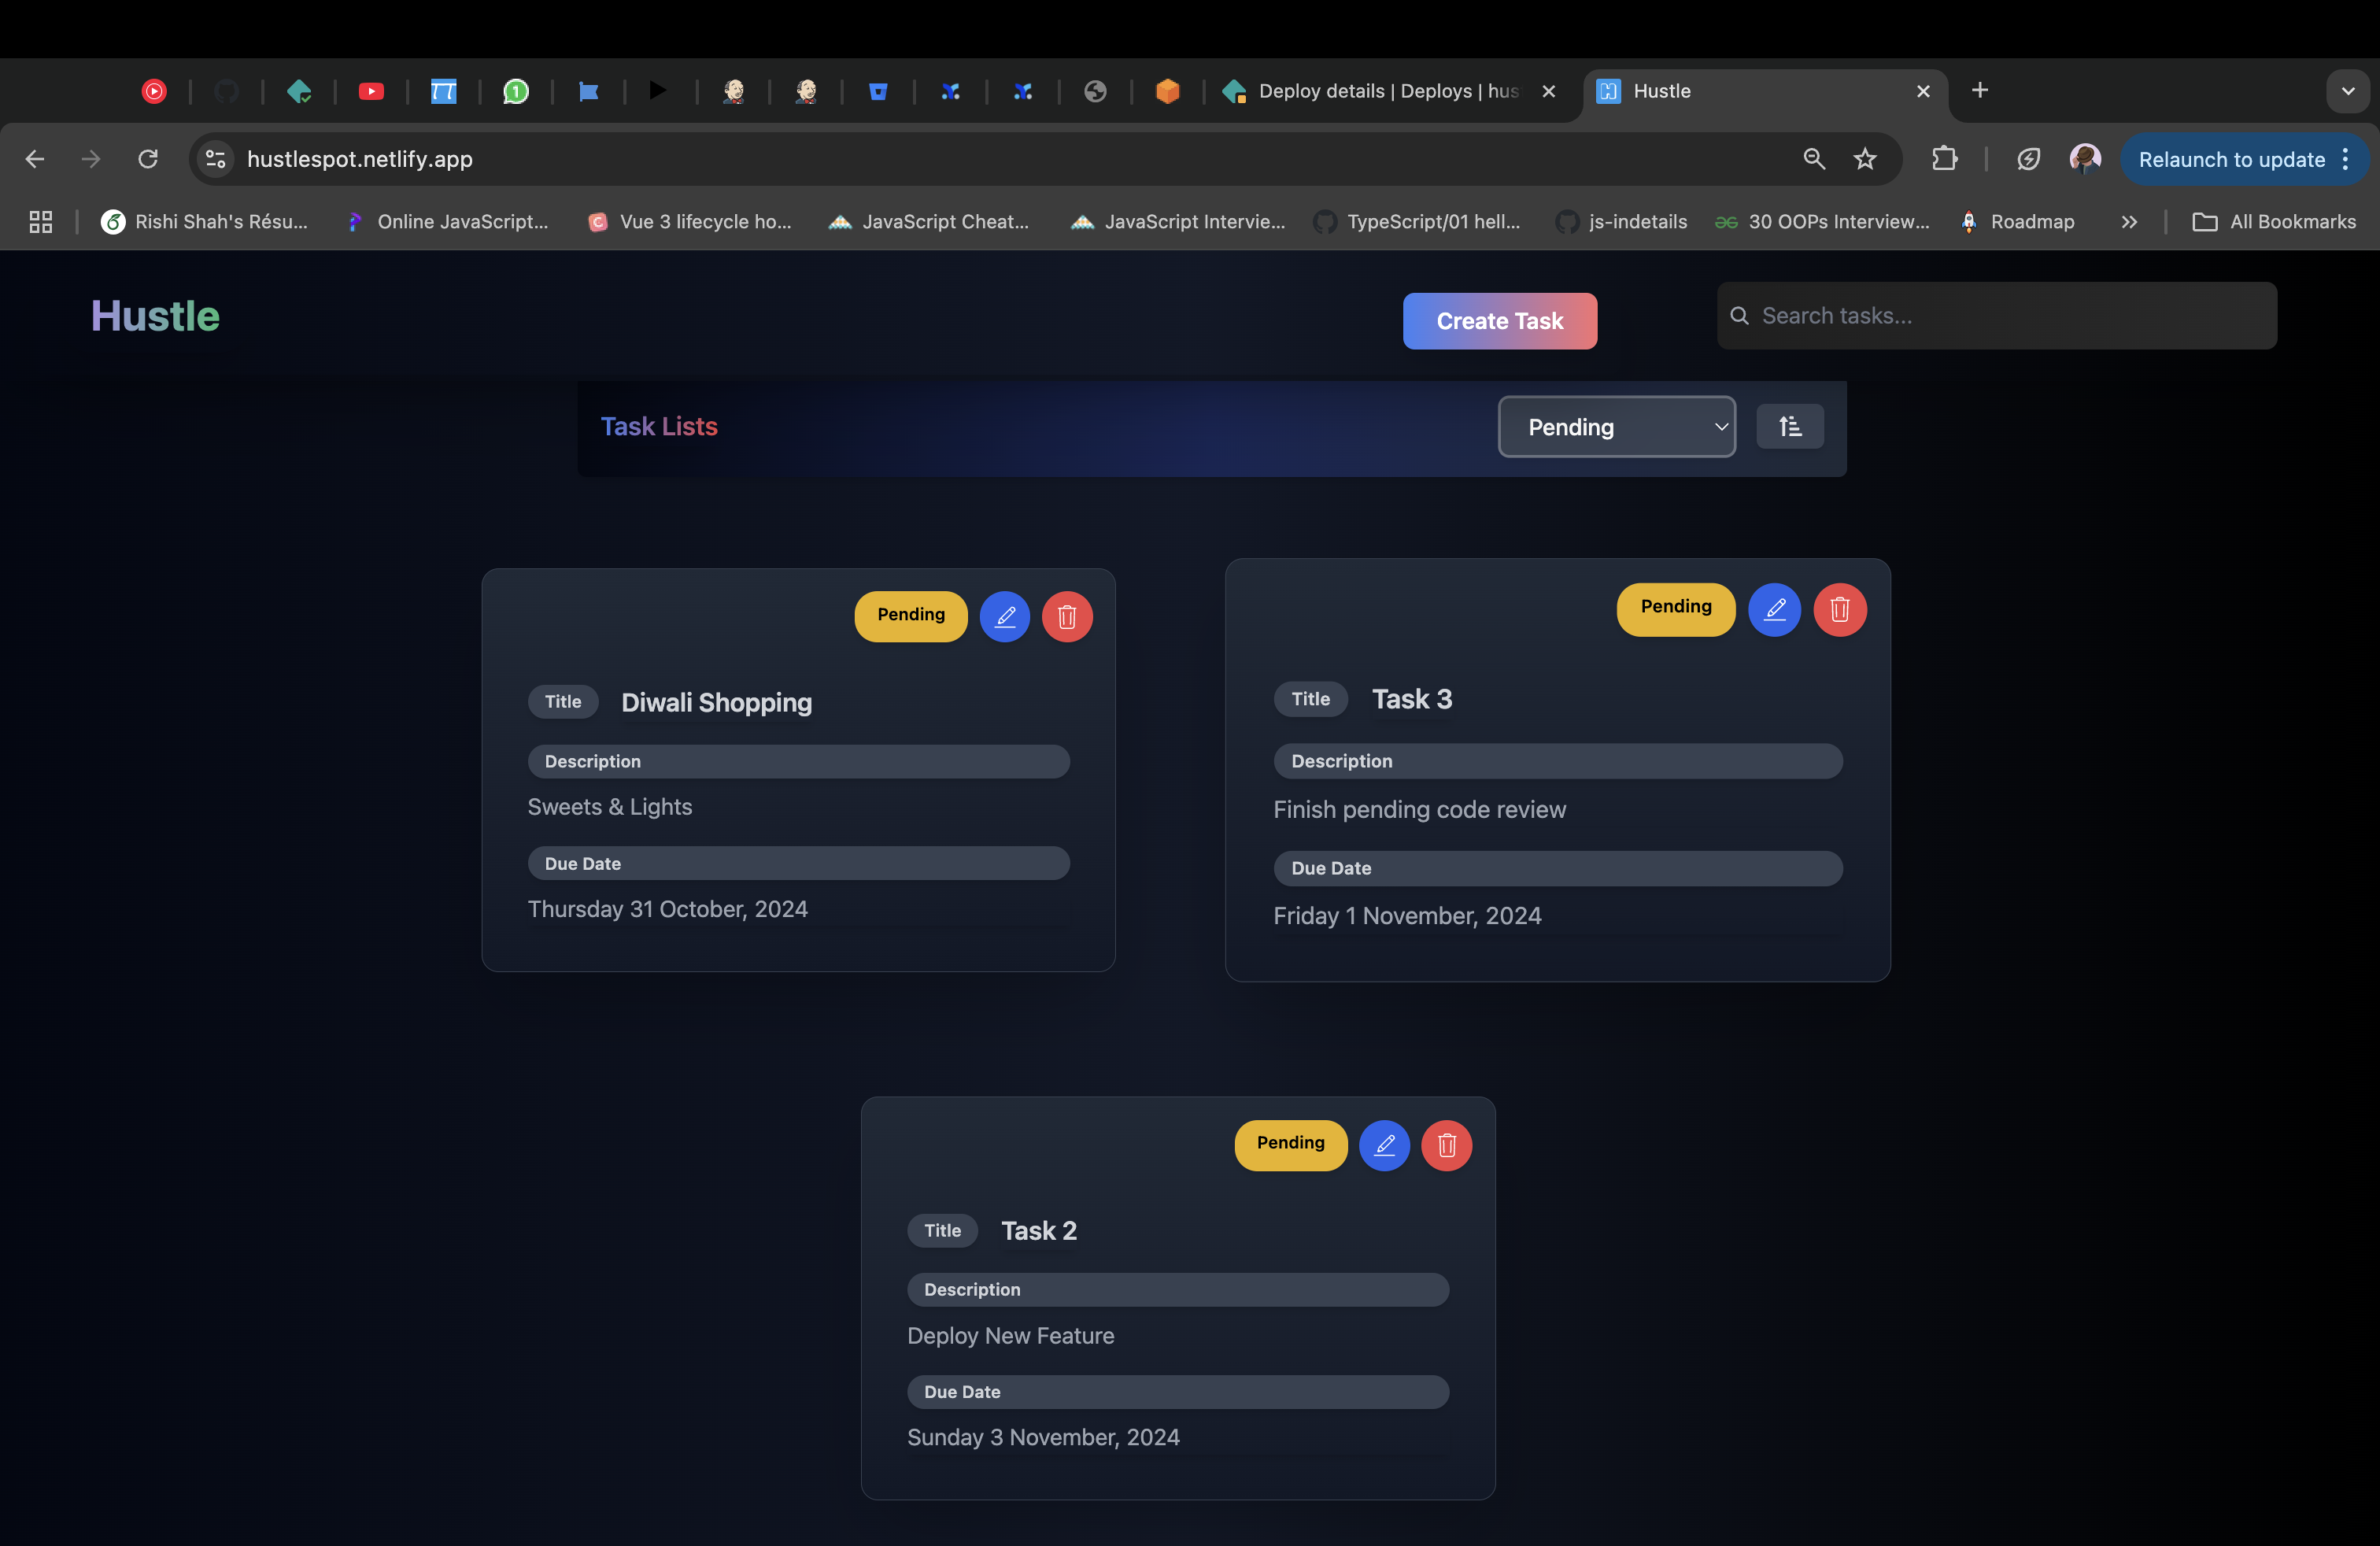 Deploy details | Deploys | hus
Hustle
hustlespot.netlify.app
Relaunch to update
Rishi Shah's Résu...
Online JavaScript...
Vue 3 lifecycle ho...
JavaScript Cheat...
JavaScript Intervie...
TypeScript/01 hell...
js-indetails
30 OOPs Interview...
Roadmap
All Bookmarks
Hustle
Create Task
Search tasks...
Task Lists
Pending
Pending
Title
Diwali Shopping
Description
Sweets & Lights
Due Date
Thursday 31 October, 2024
Pending
Title
Task 3
Description
Finish pending code review
Due Date
Friday 1 November, 2024
Pending
Title
Task 2
Description
Deploy New Feature
Due Date
Sunday 3 November, 2024